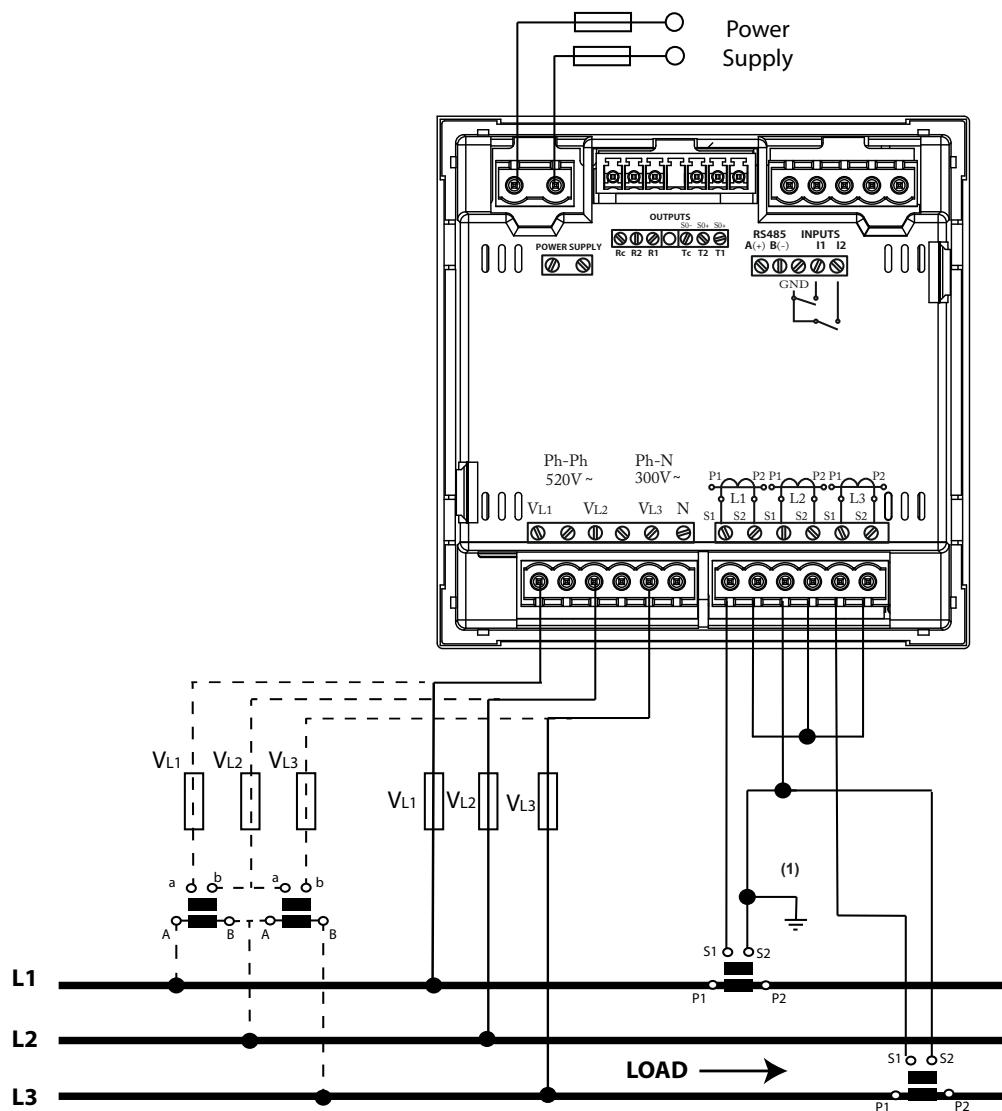 Power
Supply
OUTPUTS
S0- S0+ S0+
Rc R2 R1 Tc T2 T1
POWER SUPPLY
RS485 INPUTS
A(+) B(-) I1 I2
GND
Ph-Ph Ph-N
520V ~ 300V ~
P1 P2 P1 P2 P1 P2
L1 L2 L3
VL1 VL2 VL3 N
S1 S2 S1 S2 S1 S2
VL1 VL2 VL3
VL1 VL2 VL3
a b a b
(1)
A B A B
S1 S2
L1
P1 P2
L2
LOAD
S1 S2
L3
P1 P2